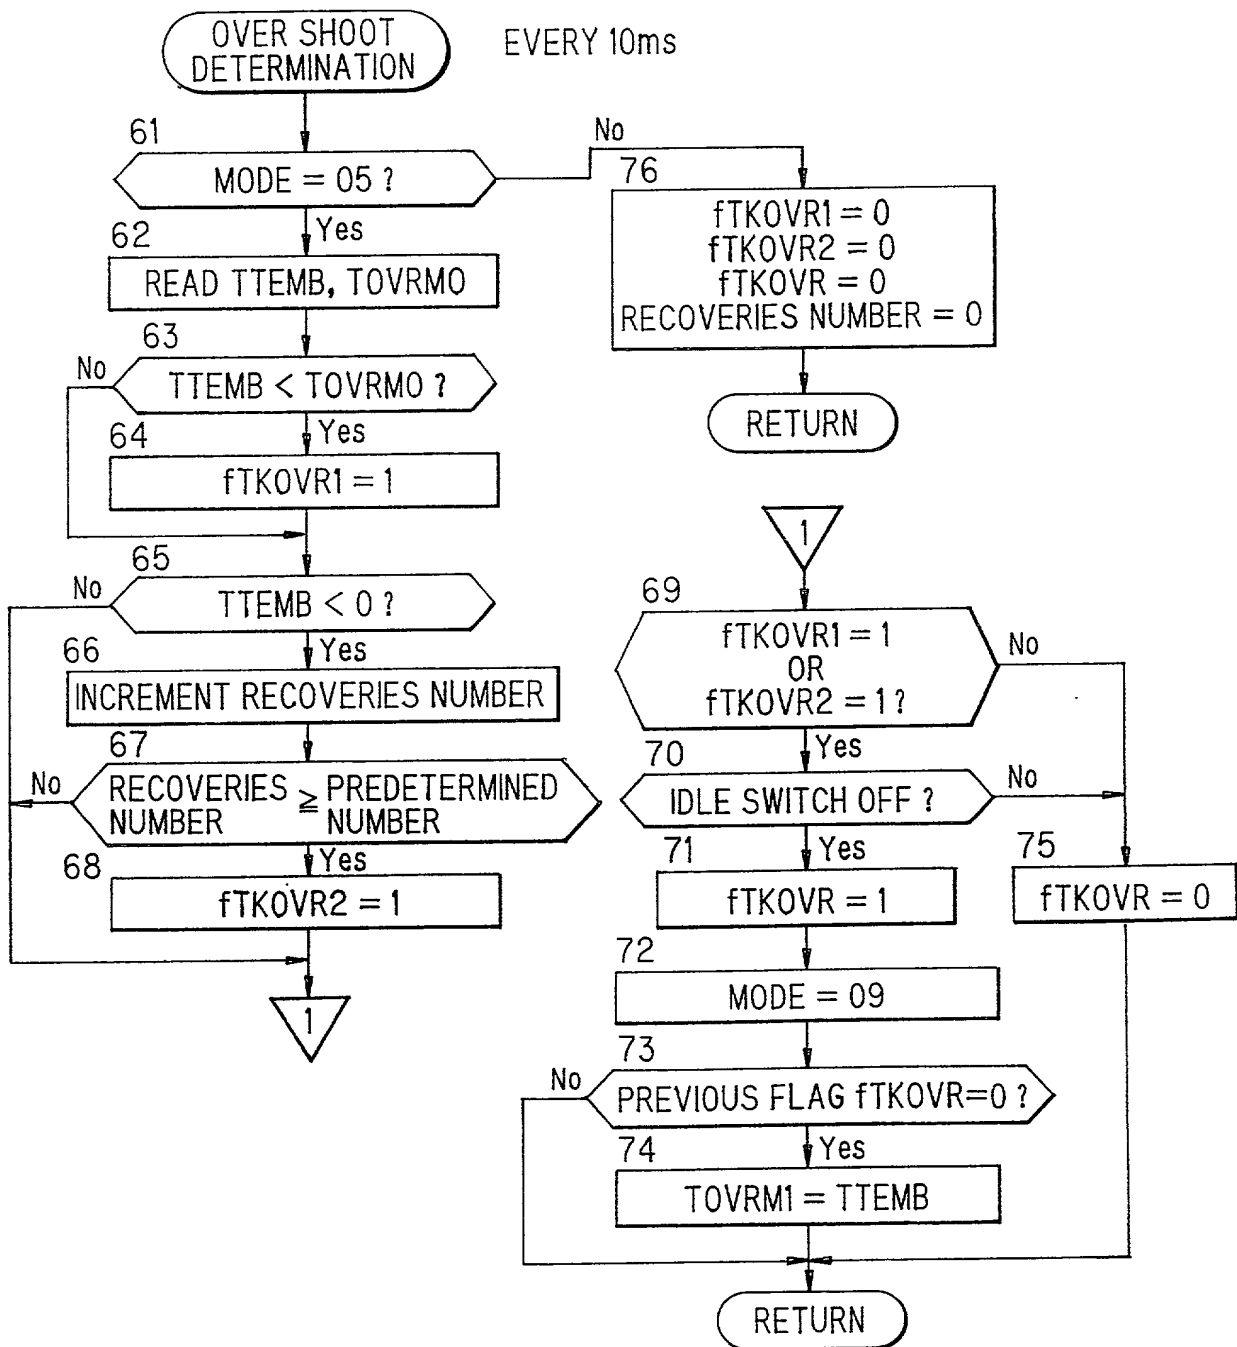 OVER SHOOT
DETERMINATION
EVERY 10ms
61
MODE = 05 ?
No
Yes
62
READ TTEMB, TOVRMO
63
No
TTEMB < TOVRMO ?
Yes
64
fTKOVR1 = 1
65
No
TTEMB < 0 ?
Yes
66
INCREMENT RECOVERIES NUMBER
67
No
RECOVERIES ≧ PREDETERMINED
NUMBER NUMBER
Yes
68
fTKOVR2 = 1
1
76
fTKOVR1 = 0
fTKOVR2 = 0
fTKOVR = 0
RECOVERIES NUMBER = 0
RETURN
1
69
fTKOVR1 = 1
OR
fTKOVR2 = 1 ?
No
Yes
70
IDLE SWITCH OFF ?
No
Yes
71
fTKOVR = 1
75
fTKOVR = 0
72
MODE = 09
73
No
PREVIOUS FLAG fTKOVR=0 ?
Yes
74
TOVRM1 = TTEMB
RETURN